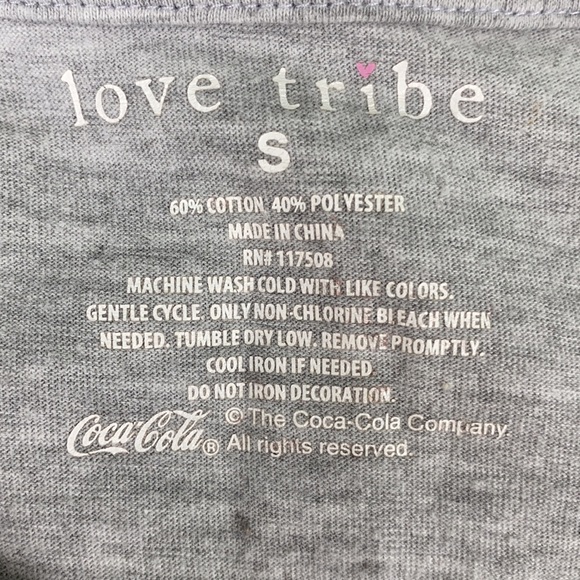 love tribe
S
60% COTTON 40% POLYESTER
MADE IN CHINA
RN# 117508
MACHINE WASH COLD WITH LIKE COLORS.
GENTLE CYCLE. ONLY NON-CHLORINE BLEACH WHEN
NEEDED. TUMBLE DRY LOW. REMOVE PROMPTLY.
COOL IRON IF NEEDED.
DO NOT IRON DECORATION.
Coca-Cola® © The Coca-Cola Company.
All rights reserved.